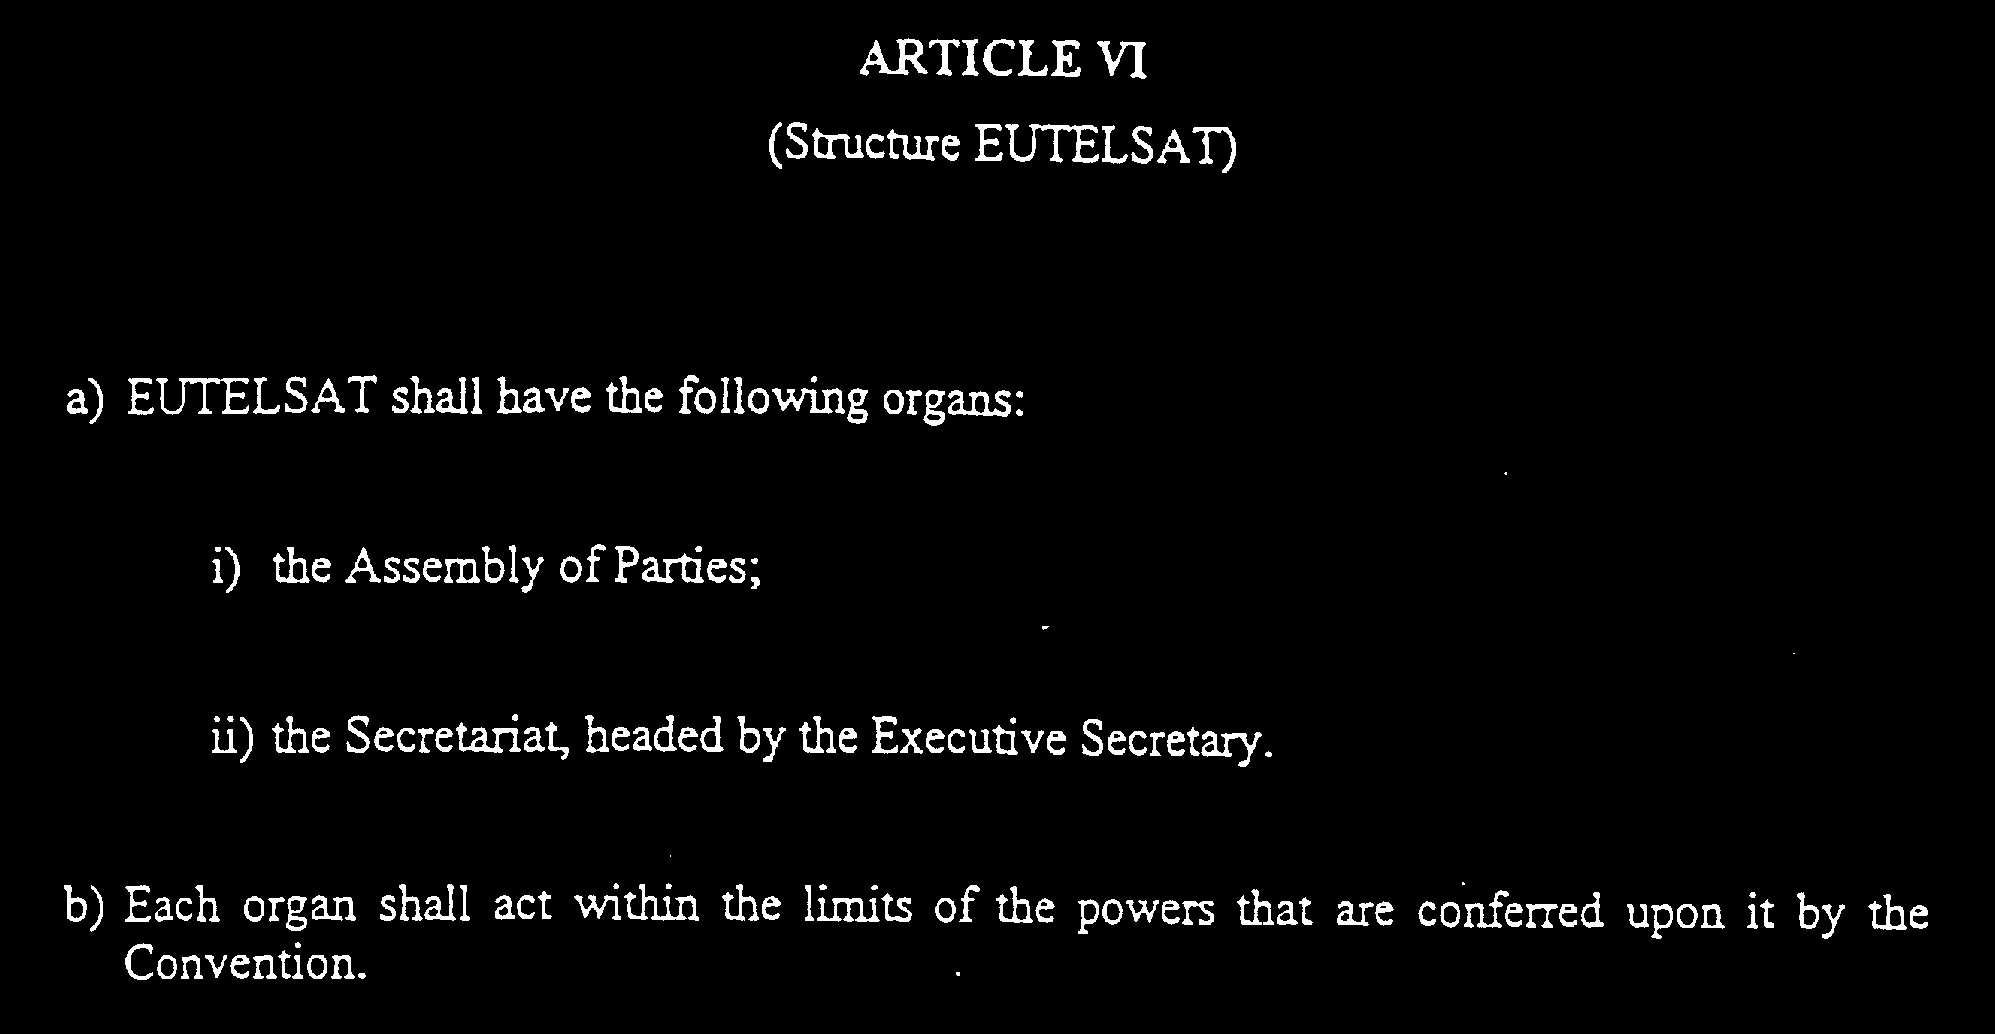 ARTICLE VI
(Structure EUTELSAT)
a) EUTELSAT shall have the following organs:
i) the Assembly of Parties;
ii) the Secretariat, headed by the Executive Secretary.
b) Each organ shall act within the limits of the powers that are conferred upon it by the
Convention.